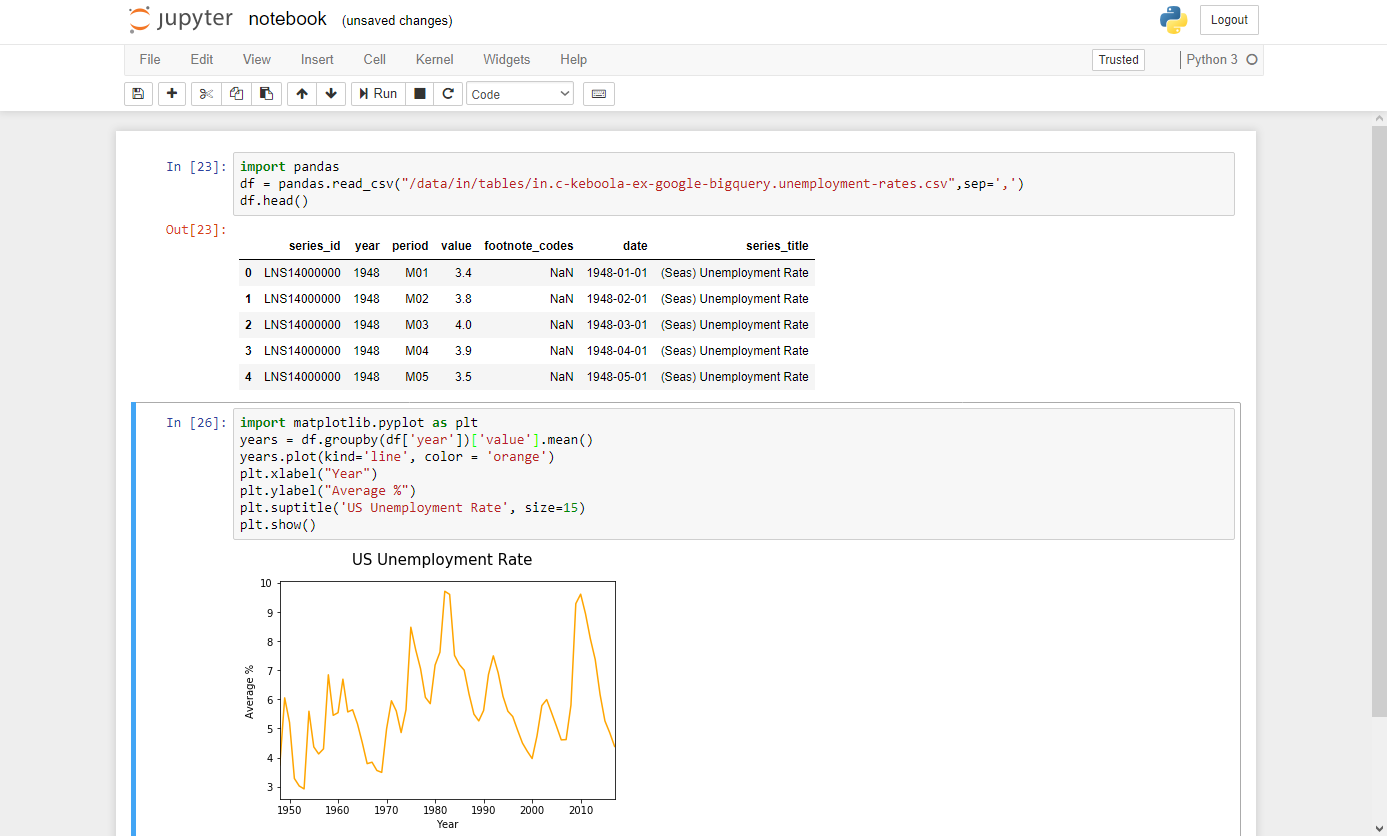 jupyter notebook (unsaved changes) Logout
File Edit View Insert Cell Kernel Widgets Help Trusted Python 3
Run Code
In [23]: import pandas
df = pandas.read_csv("/data/in/tables/in.c-keboola-ex-google-bigquery.unemployment-rates.csv",sep=',')
df.head()
Out[23]:
series_id year period value footnote_codes date series_title
0 LNS14000000 1948 M01 3.4 NaN 1948-01-01 (Seas) Unemployment Rate
1 LNS14000000 1948 M02 3.8 NaN 1948-02-01 (Seas) Unemployment Rate
2 LNS14000000 1948 M03 4.0 NaN 1948-03-01 (Seas) Unemployment Rate
3 LNS14000000 1948 M04 3.9 NaN 1948-04-01 (Seas) Unemployment Rate
4 LNS14000000 1948 M05 3.5 NaN 1948-05-01 (Seas) Unemployment Rate
In [26]: import matplotlib.pyplot as plt
years = df.groupby(df['year'])['value'].mean()
years.plot(kind='line', color = 'orange')
plt.xlabel("Year")
plt.ylabel("Average %")
plt.suptitle('US Unemployment Rate', size=15)
plt.show()
US Unemployment Rate
10
9
8
7
6
5
4
3
Average %
1950 1960 1970 1980 1990 2000 2010
Year